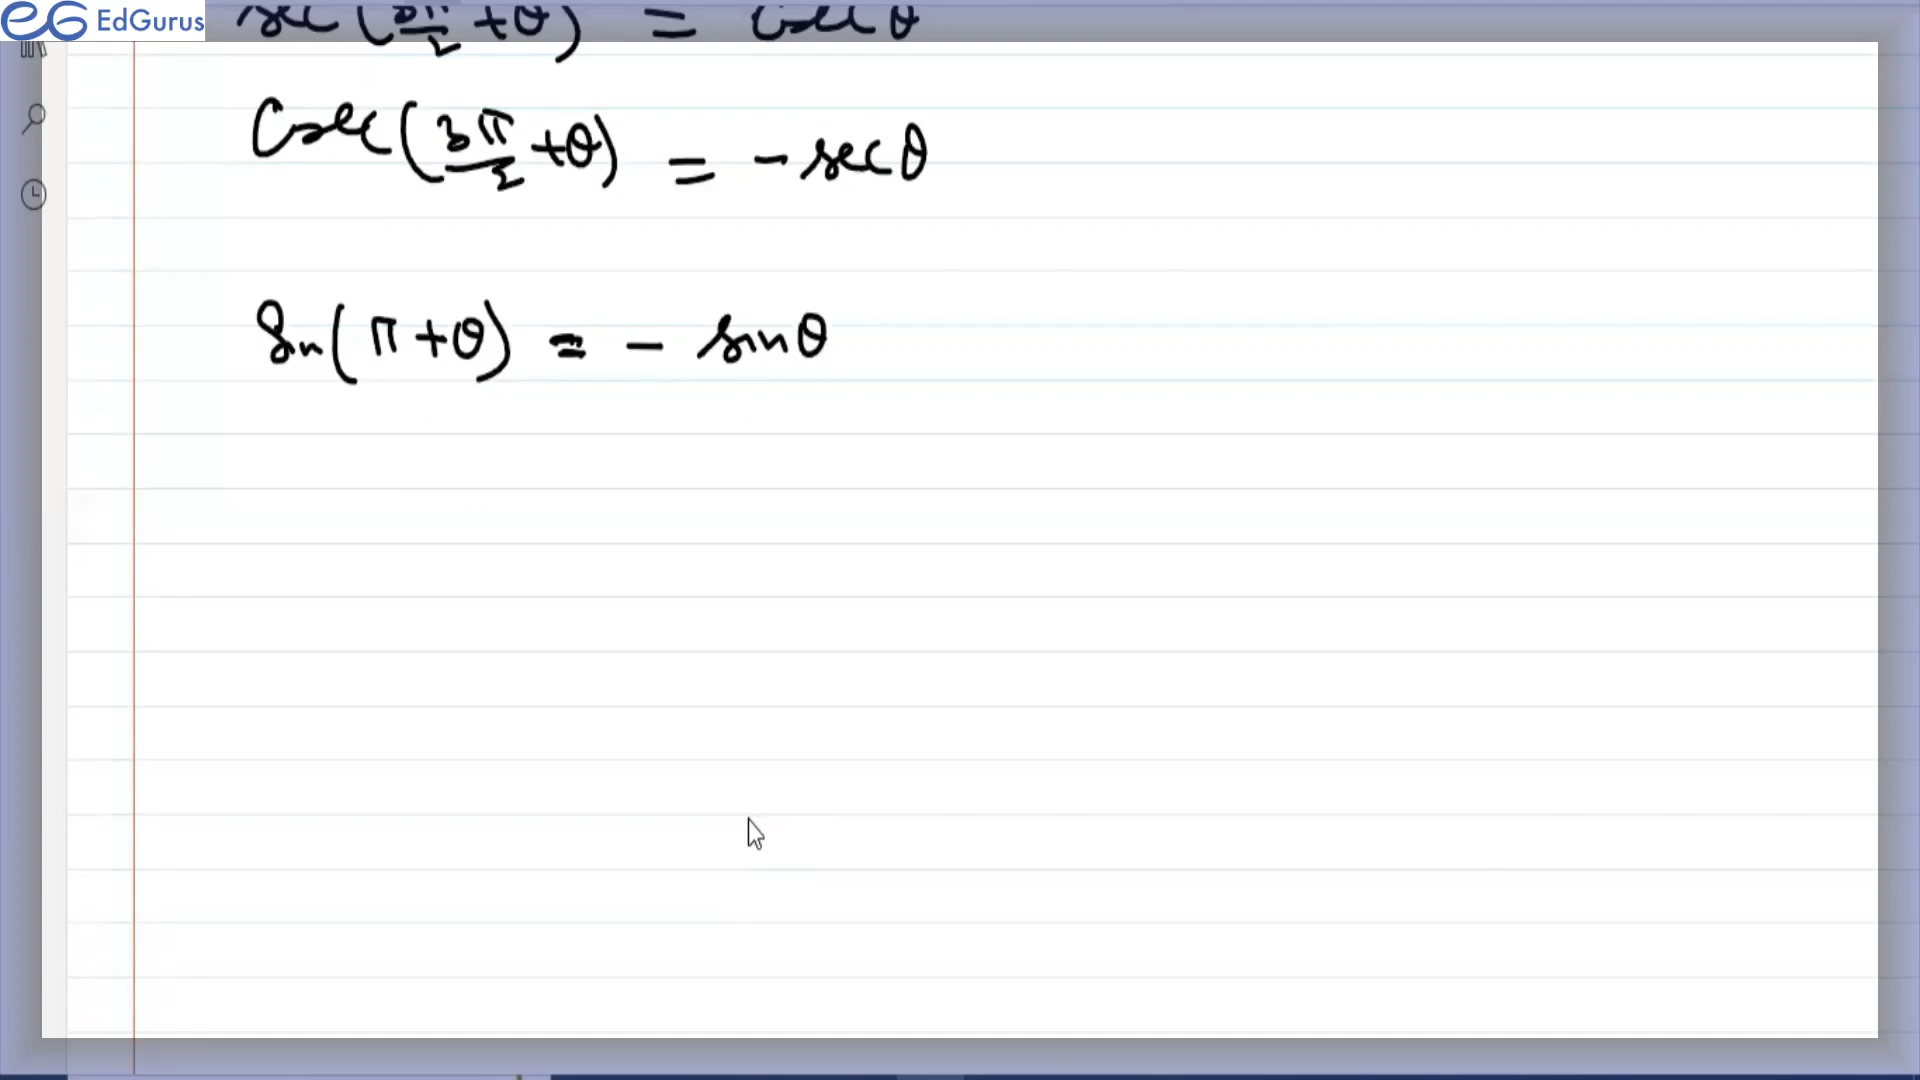 EdGurus
sec(3π/2 + θ) = Cosec θ
Cosec(3π/2 + θ) = - sec θ
Sin(π + θ) = - sin θ